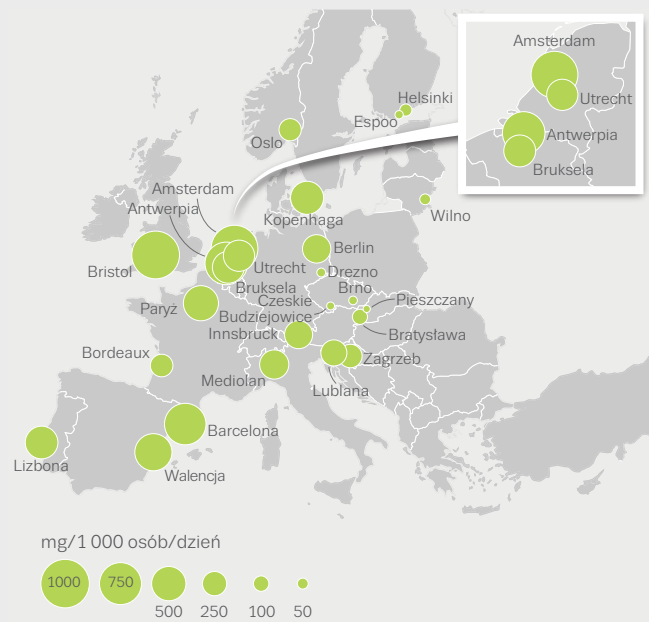 Amsterdam
Utrecht
Antwerpia
Bruksela
Helsinki
Espoo
Oslo
Amsterdam
Antwerpia
Kopenhaga
Wilno
Berlin
Bristol
Utrecht
Drezno
Bruksela
Brno
Czeskie
Budziejowice
Pieszczany
Paryż
Innsbruck
Bratysława
Bordeaux
Zagrzeb
Mediolan
Lublana
Barcelona
Lizbona
Walencja
mg/1 000 osób/dzień
1000 750
500 250 100 50